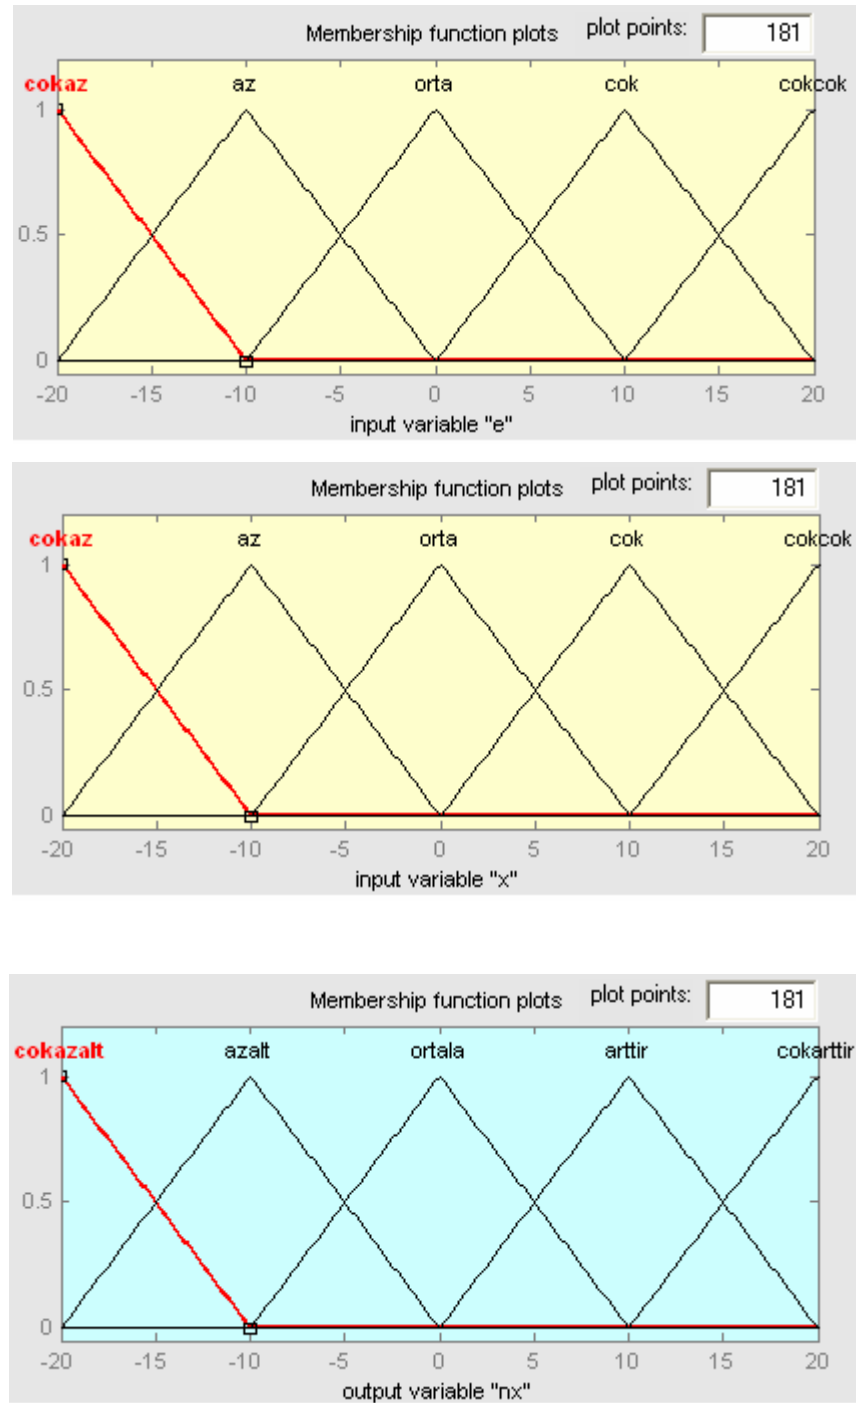 Membership function plots plot points: 181
cokaz az orta cok cokcok
1
0.5
0
-20 -15 -10 -5 0 5 10 15 20
input variable "e"
Membership function plots plot points: 181
cokaz az orta cok cokcok
1
0.5
0
-20 -15 -10 -5 0 5 10 15 20
input variable "x"
Membership function plots plot points: 181
cokazalt azalt ortala arttir cokarttir
1
0.5
0
-20 -15 -10 -5 0 5 10 15 20
output variable "nx"